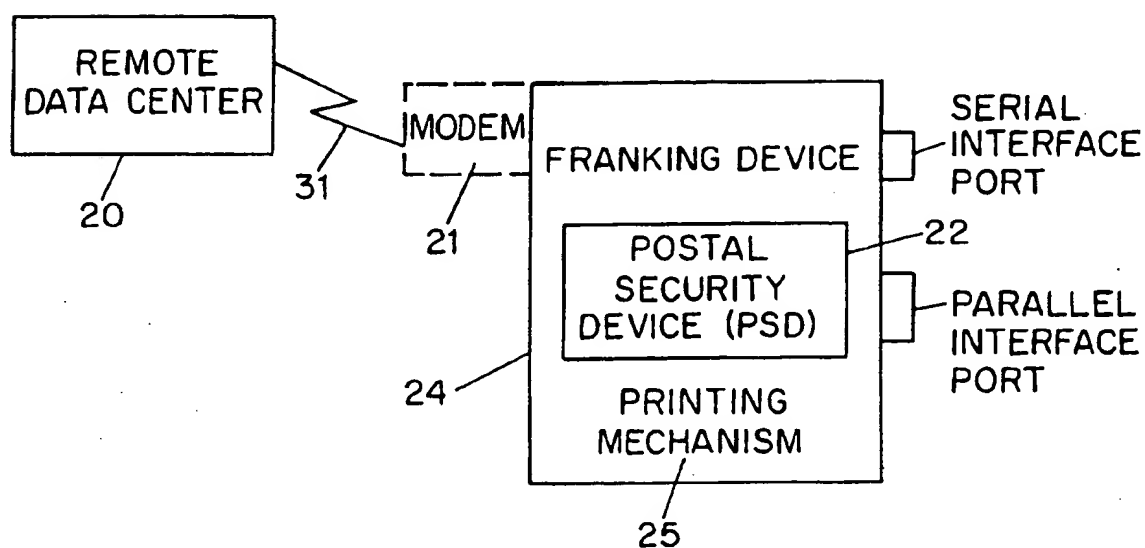 REMOTE
DATA CENTER
20
31
MODEM
21
FRANKING DEVICE
SERIAL
INTERFACE
PORT
22
POSTAL
SECURITY
DEVICE (PSD)
PARALLEL
INTERFACE
PORT
24
PRINTING
MECHANISM
25